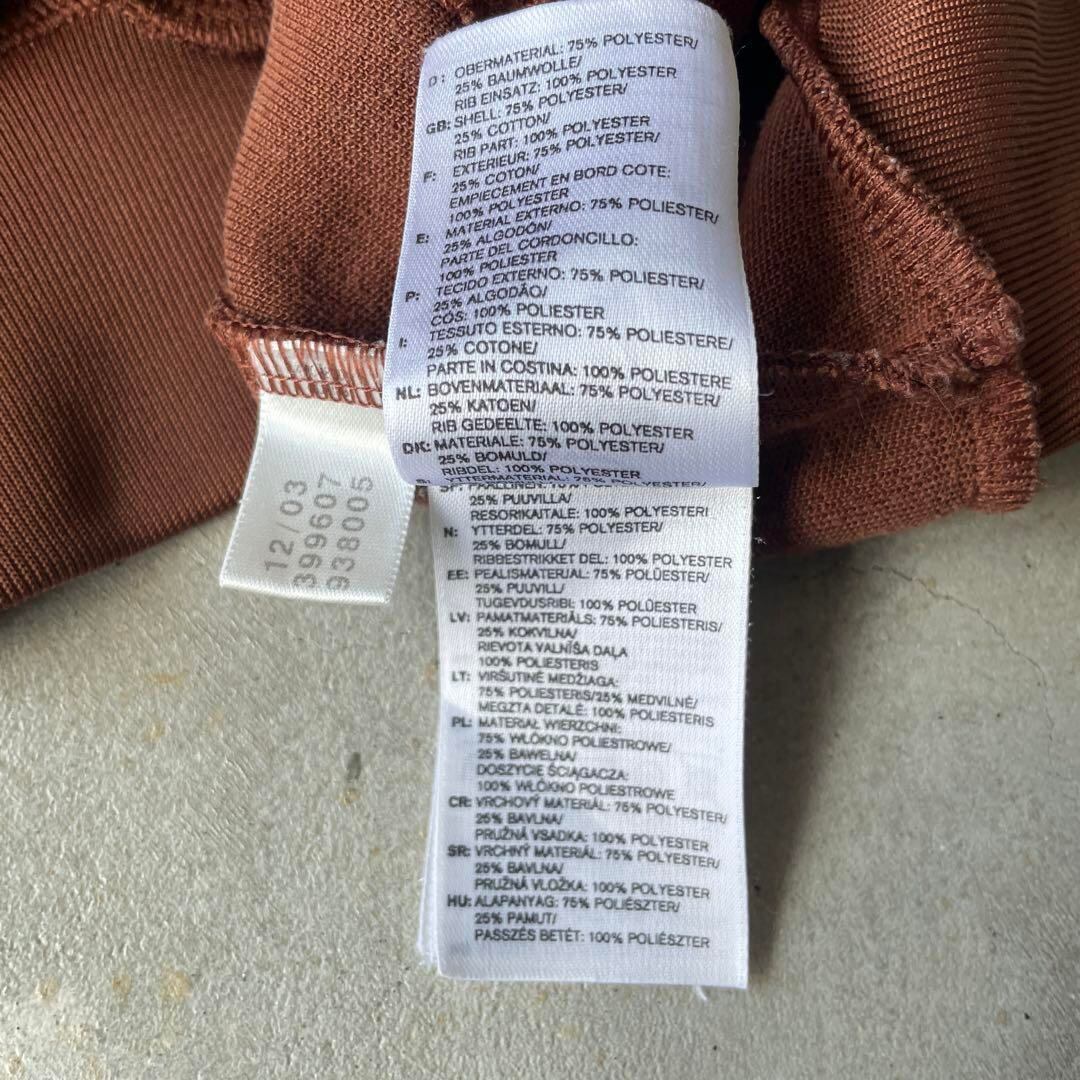 D: OBERMATERIAL: 75% POLYESTER/
25% BAUMWOLLE/
RIB EINSATZ: 100% POLYESTER
GB: SHELL: 75% POLYESTER/
25% COTTON/
RIB PART: 100% POLYESTER
F: EXTERIEUR: 75% POLYESTER/
25% COTON/
EMPIECEMENT EN BORD COTE:
100% POLYESTER
E: MATERIAL EXTERNO: 75% POLIESTER/
25% ALGODÓN/
PARTE DEL CORDONCILLO:
100% POLIESTER
P: TECIDO EXTERNO: 75% POLIESTER/
25% ALGODÃO/
CÓS: 100% POLIESTER
I: TESSUTO ESTERNO: 75% POLIESTERE/
25% COTONE/
PARTE IN COSTINA: 100% POLIESTERE
NL: BOVENMATERIAAL: 75% POLYESTER/
25% KATOEN/
RIB GEDEELTE: 100% POLYESTER
DK: MATERIALE: 75% POLYESTER/
25% BOMULD/
RIBDEL: 100% POLYESTER
S: YTTERMATERIAL: 75% POLYESTER/
25% PUUVILLA/
RESORIKAITALE: 100% POLYESTERI
N: YTTERDEL: 75% POLYESTER/
25% BOMULL/
RIBBESTRIKKET DEL: 100% POLYESTER
EE: PEALISMATERJAL: 75% POLÜESTER/
25% PUUVILL/
TUGEVDUSRIBI: 100% POLÜESTER
LV: PAMATMATERIĀLS: 75% POLIESTERIS/
25% KOKVILNA/
RIEVOTA VALNĪŠA DAĻA
100% POLIESTERIS
LT: VIRŠUTINĖ MEDŽIAGA:
75% POLIESTERIS/25% MEDVILNĖ/
MEGZTA DETALĖ: 100% POLIESTERIS
PL: MATERIAŁ WIERZCHNI:
75% WŁÓKNO POLIESTROWE/
25% BAWEŁNA/
DOSZYCIE ŚCIĄGACZA:
100% WŁÓKNO POLIESTROWE
CR: VRCHOVÝ MATERIÁL: 75% POLYESTER/
25% BAVLNA/
PRUŽNÁ VSADKA: 100% POLYESTER
SR: VRCHNÝ MATERIÁL: 75% POLYESTER/
25% BAVLNA/
PRUŽNÁ VLOŽKA: 100% POLYESTER
HU: ALAPANYAG: 75% POLIÉSZTER/
25% PAMUT/
PASSZÉS BETÉT: 100% POLIÉSZTER
12/03
399607
938005